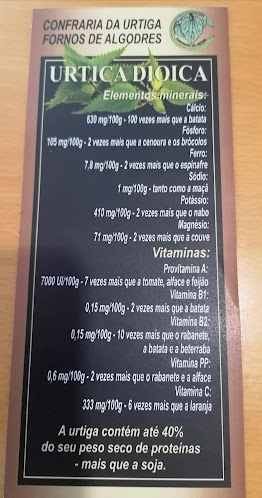 CONFRARIA DA URTIGA
FORNOS DE ALGODRES
URTICA DIOICA
Elementos minerais:
Cálcio:
630 mg/100g - 100 vezes mais que a batata
Fósforo:
105 mg/100g - 2 vezes mais que a cenoura e os brócolos
Ferro:
7,8 mg/100g - 2 vezes mais que o espinafre
Sódio:
1 mg/100g - tanto como a maçã
Potássio:
410 mg/100g - 2 vezes mais que o nabo
Magnésio:
71 mg/100g - 2 vezes mais que a couve
Vitaminas:
Provitamina A:
7000 UI/100g - 7 vezes mais que a tomate, alface e feijão
Vitamina B1:
0,15 mg/100g - 2 vezes mais que a batata
Vitamina B2:
0,15 mg/100g - 10 vezes mais que o rabanete,
a batata e a beterraba
Vitamina PP:
0,6 mg/100g - 2 vezes mais que o rabanete e a alface
Vitamina C:
333 mg/100g - 6 vezes mais que a laranja
A urtiga contém até 40%
do seu peso seco de proteínas
- mais que a soja.